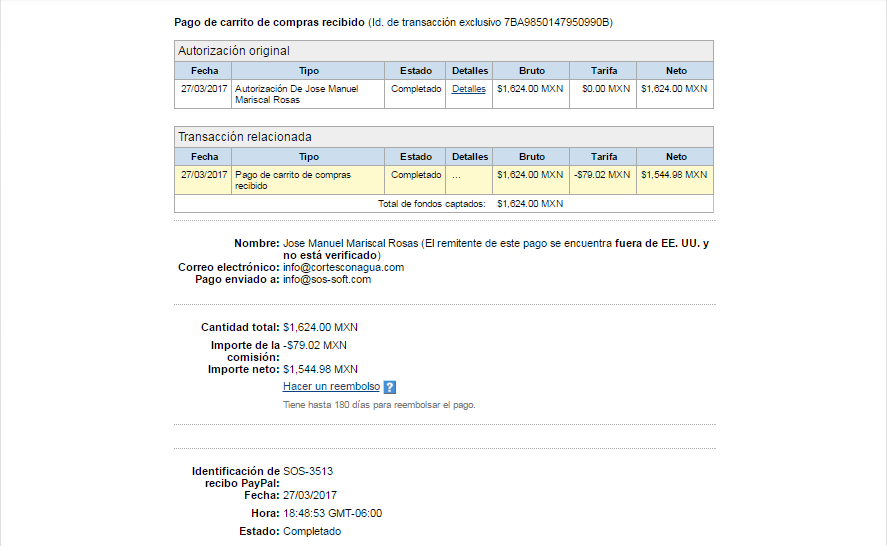 Pago de carrito de compras recibido (Id. de transacción exclusivo 7BA9850147950990B)
Autorización original
Fecha Tipo Estado Detalles Bruto Tarifa Neto
27/03/2017 Autorización De Jose Manuel Completado Detalles $1,624.00 MXN $0.00 MXN $1,624.00 MXN
Mariscal Rosas
Transacción relacionada
Fecha Tipo Estado Detalles Bruto Tarifa Neto
27/03/2017 Pago de carrito de compras Completado ... $1,624.00 MXN -$79.02 MXN $1,544.98 MXN
recibido
Total de fondos captados: $1,624.00 MXN
Nombre: Jose Manuel Mariscal Rosas (El remitente de este pago se encuentra fuera de EE. UU. y
no está verificado)
Correo electrónico: info@cortesconagua.com
Pago enviado a: info@sos-soft.com
Cantidad total: $1,624.00 MXN
Importe de la -$79.02 MXN
comisión:
Importe neto: $1,544.98 MXN
Hacer un reembolso ?
Tiene hasta 180 días para reembolsar el pago.
Identificación de SOS-3513
recibo PayPal:
Fecha: 27/03/2017
Hora: 18:48:53 GMT-06:00
Estado: Completado